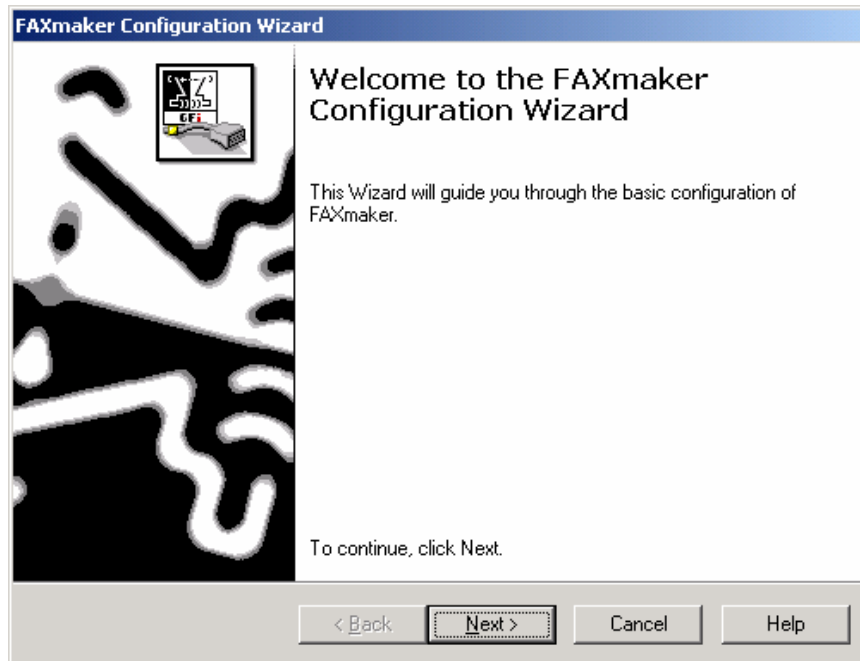 FAXmaker Configuration Wizard
GFi
Welcome to the FAXmaker
Configuration Wizard
This Wizard will guide you through the basic configuration of
FAXmaker.
To continue, click Next.
< Back
Next >
Cancel
Help